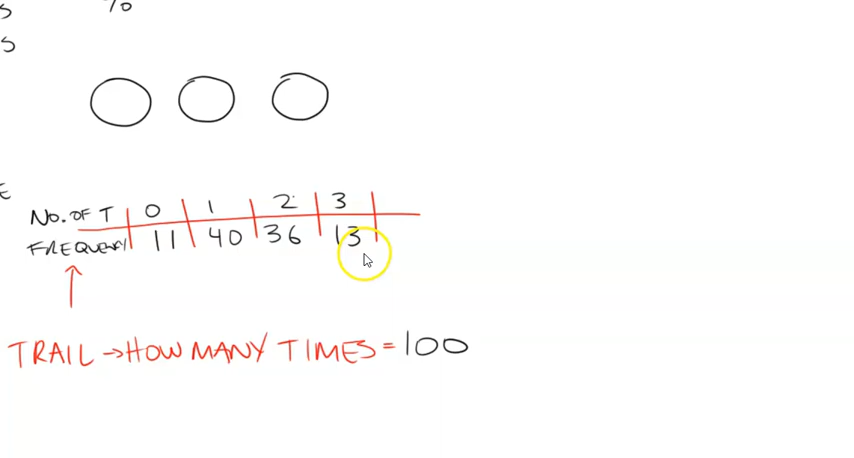 S
%
S
E
No. OF T 0 1 2 3
FREQUENCY 11 40 36 13
TRAIL → HOW MANY TIMES = 100